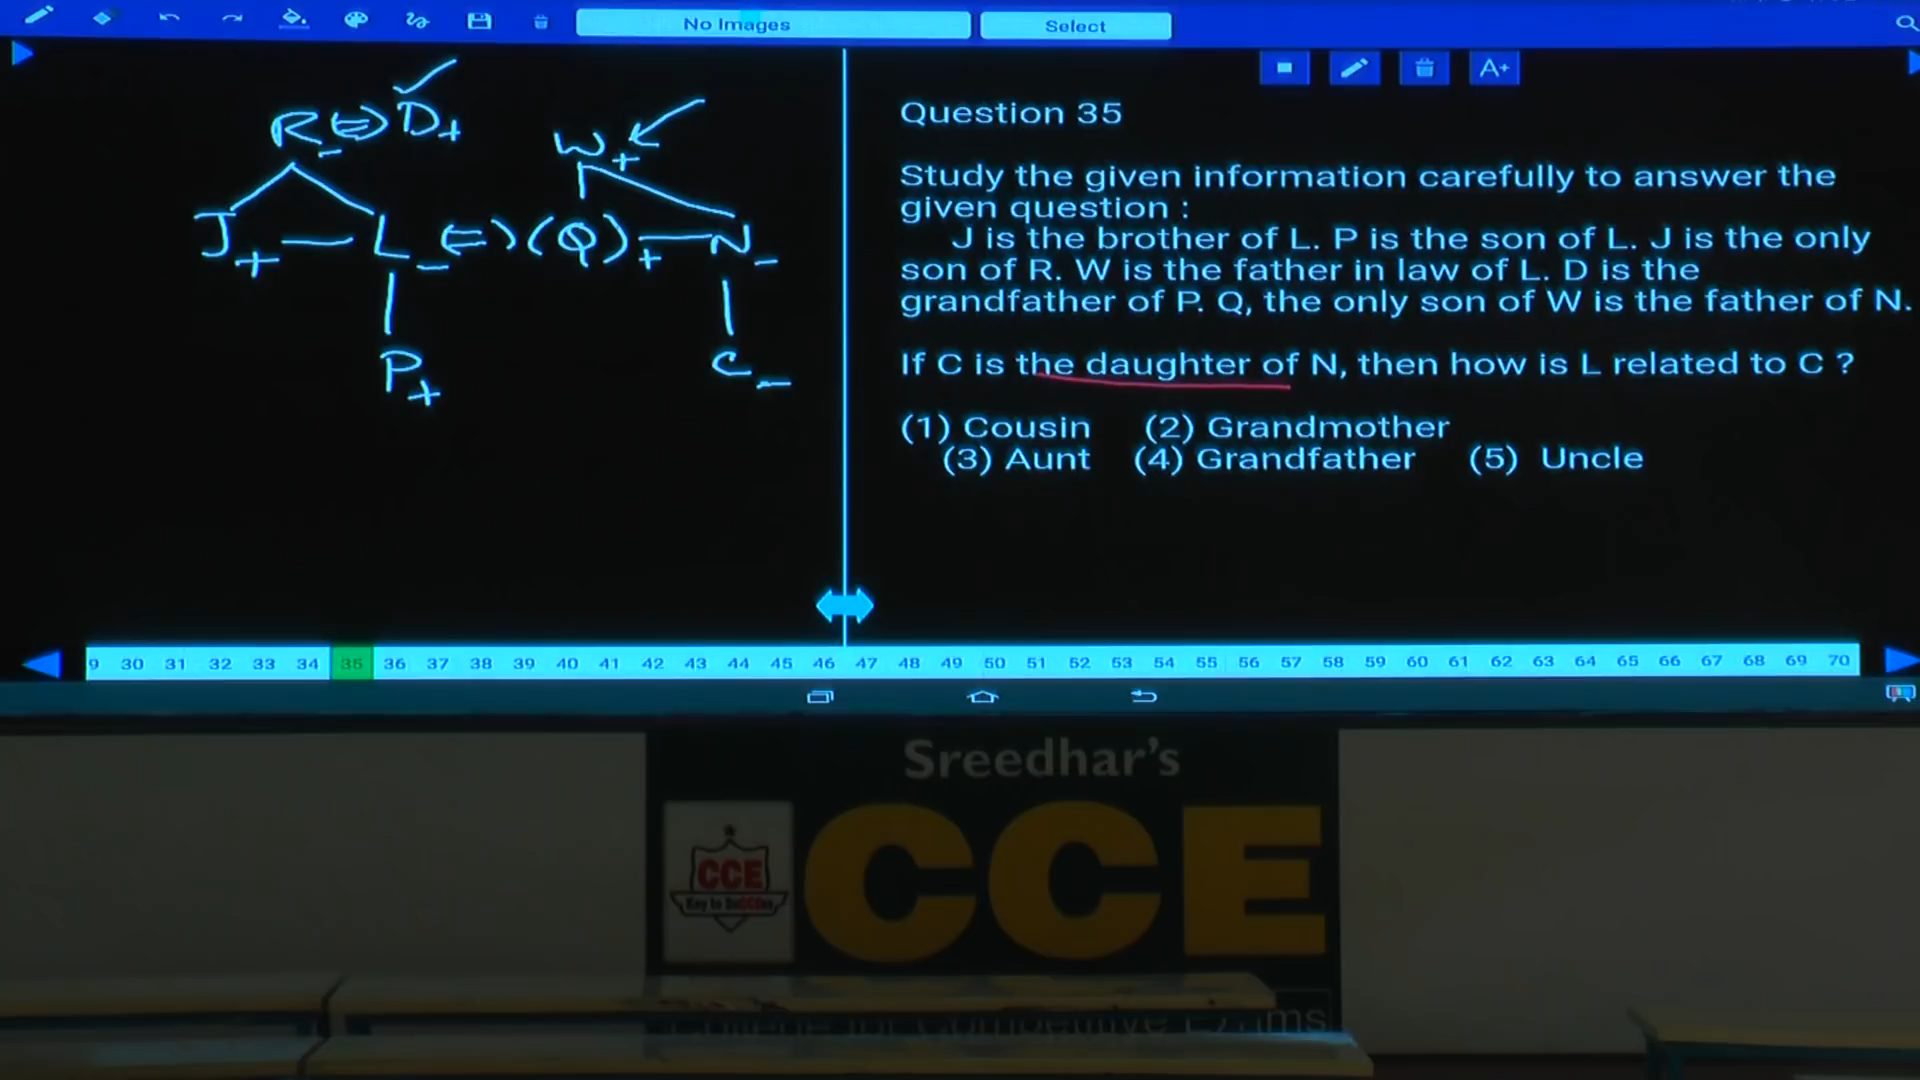 No Images
Select
A+
R - ⇔ D + ✓
W +
J + — L - ⇔ (Q) + — N -
P +
C -
Question 35
Study the given information carefully to answer the
given question :
J is the brother of L. P is the son of L. J is the only
son of R. W is the father in law of L. D is the
grandfather of P. Q, the only son of W is the father of N.
If C is the daughter of N, then how is L related to C ?
(1) Cousin (2) Grandmother
(3) Aunt (4) Grandfather (5) Uncle
9 30 31 32 33 34 35 36 37 38 39 40 41 42 43 44 45 46 47 48 49 50 51 52 53 54 55 56 57 58 59 60 61 62 63 64 65 66 67 68 69 70
Sreedhar's
CCE
CCE
Key to Success